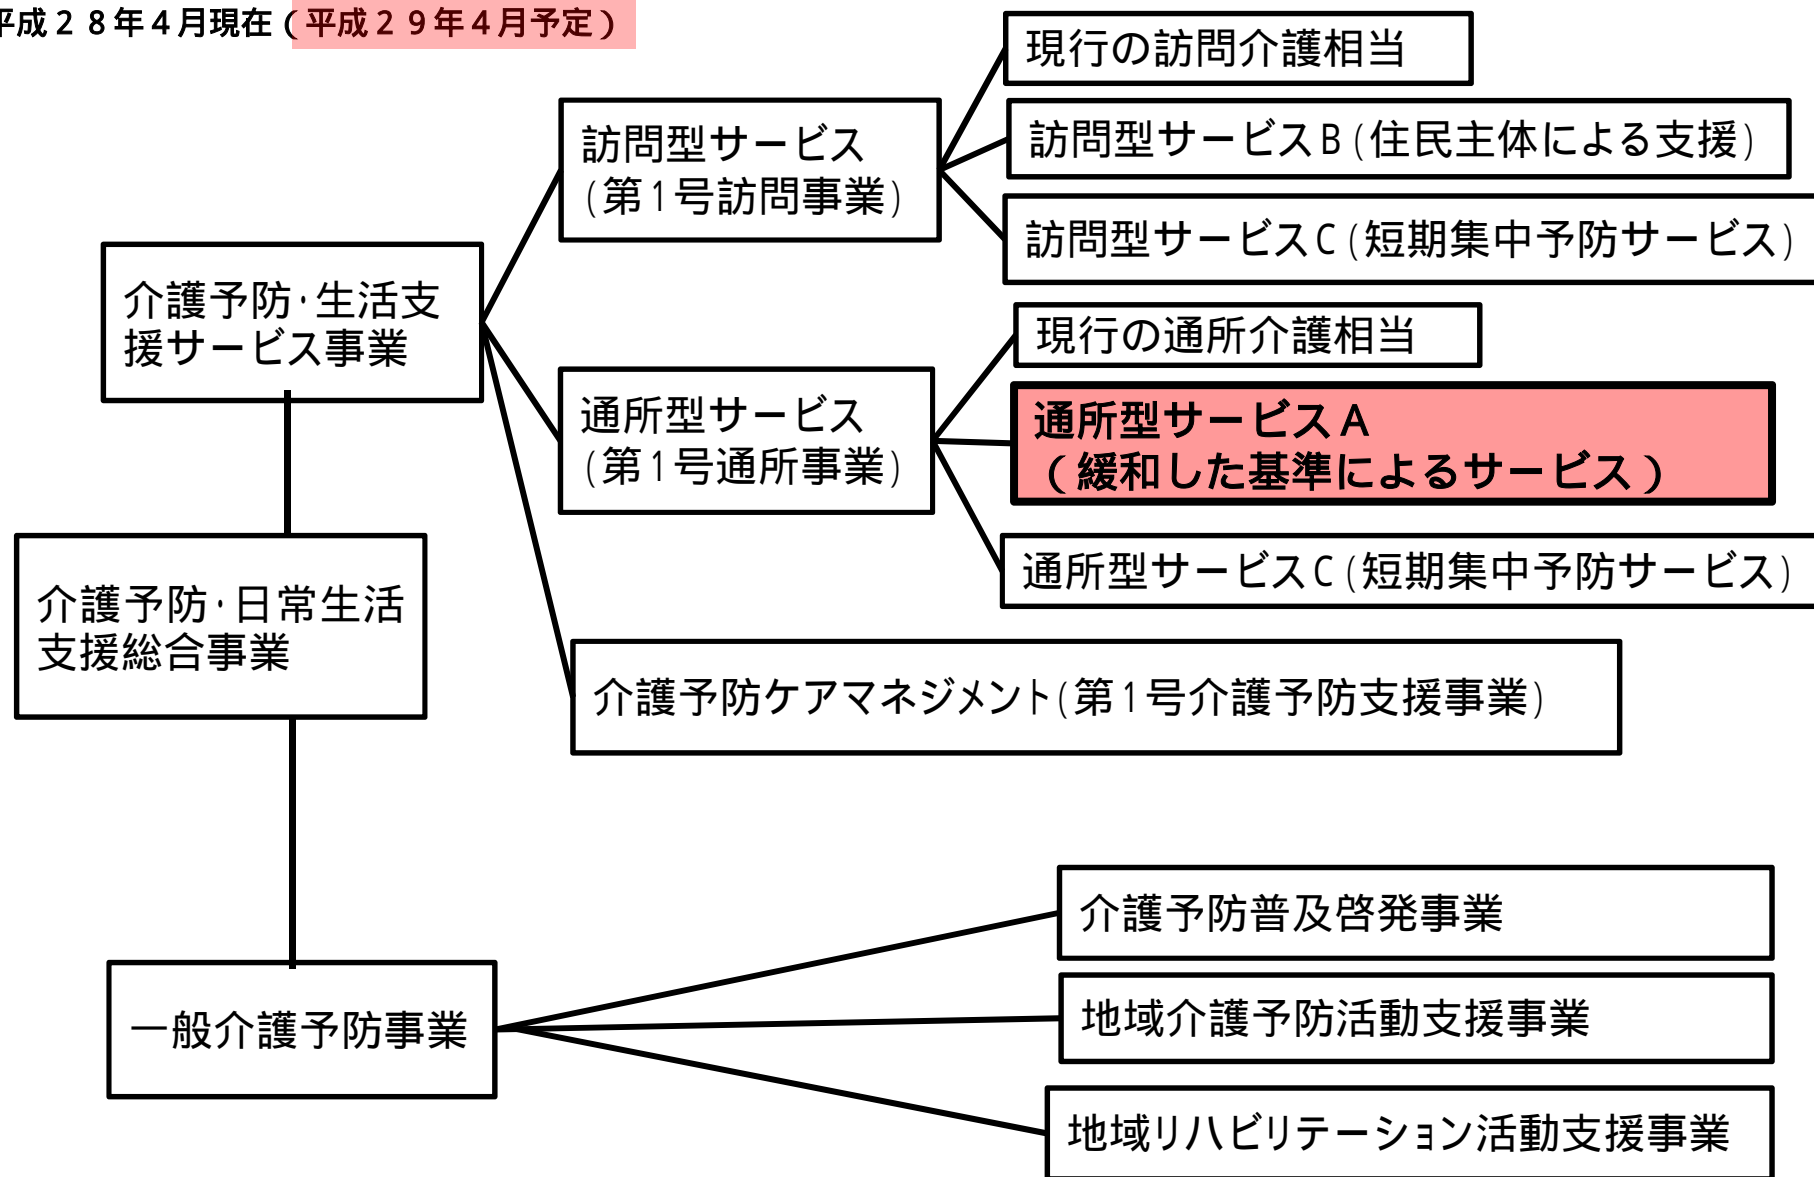 平成２８年４月現在（平成２９年４月予定）
現行の訪問介護相当
訪問型サービス
(第１号訪問事業)
訪問型サービスＢ(住民主体による支援)
訪問型サービスＣ(短期集中予防サービス)
介護予防・生活支
援サービス事業
現行の通所介護相当
通所型サービス
(第１号通所事業)
通所型サービスＡ
（緩和した基準によるサービス）
通所型サービスＣ(短期集中予防サービス)
介護予防・日常生活
支援総合事業
介護予防ケアマネジメント(第１号介護予防支援事業)
介護予防普及啓発事業
一般介護予防事業
地域介護予防活動支援事業
地域リハビリテーション活動支援事業